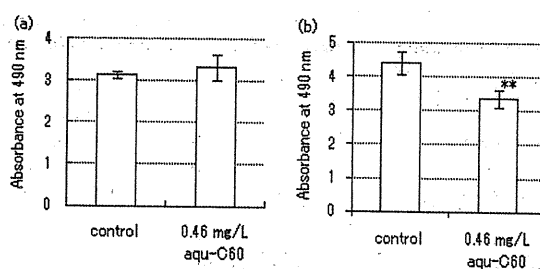 (a)
Absorbance at 490 nm
4
3
2
1
0
control
0.46 mg/L
aqu-C60
(b)
Absorbance at 490 nm
5
4
3
2
1
0
**
control
0.46 mg/L
aqu-C60